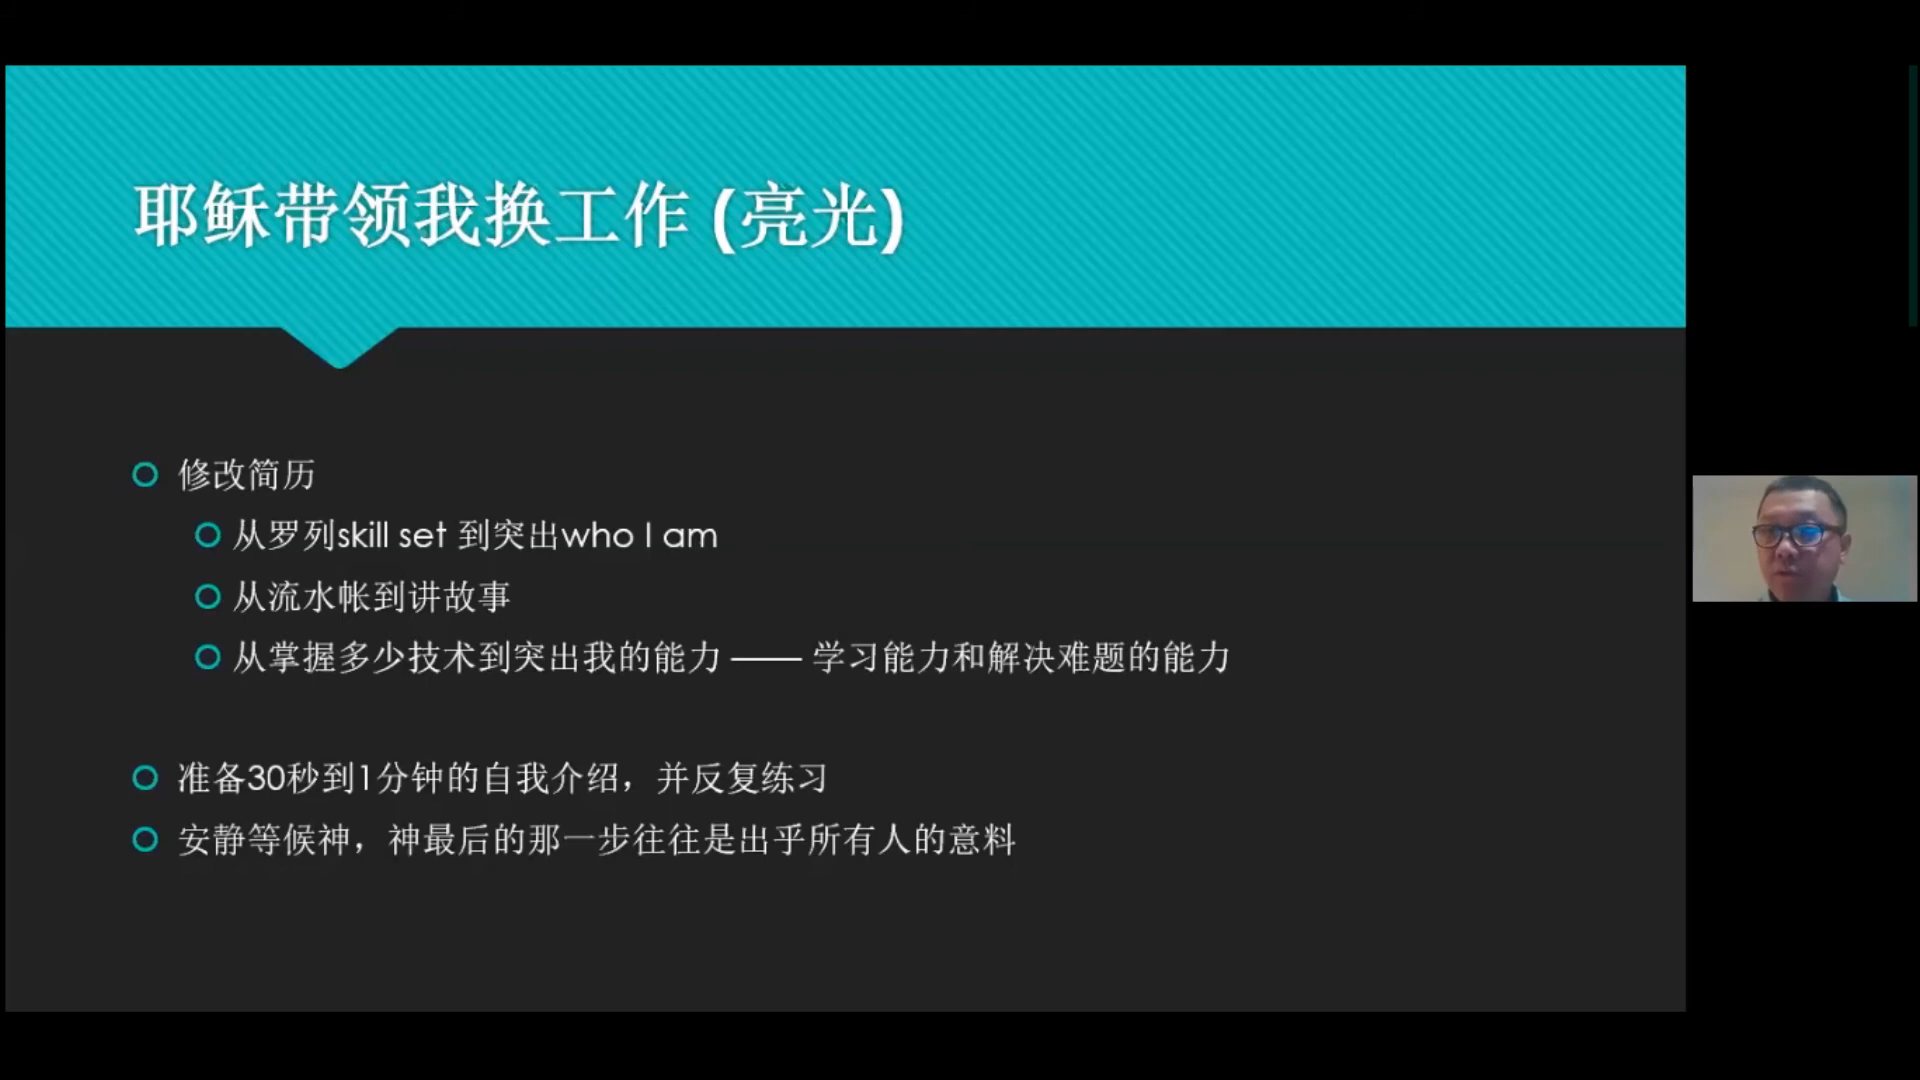 耶稣带领我换工作 (亮光)
修改简历
从罗列skill set 到突出who I am
从流水帐到讲故事
从掌握多少技术到突出我的能力 —— 学习能力和解决难题的能力
准备30秒到1分钟的自我介绍，并反复练习
安静等候神，神最后的那一步往往是出乎所有人的意料